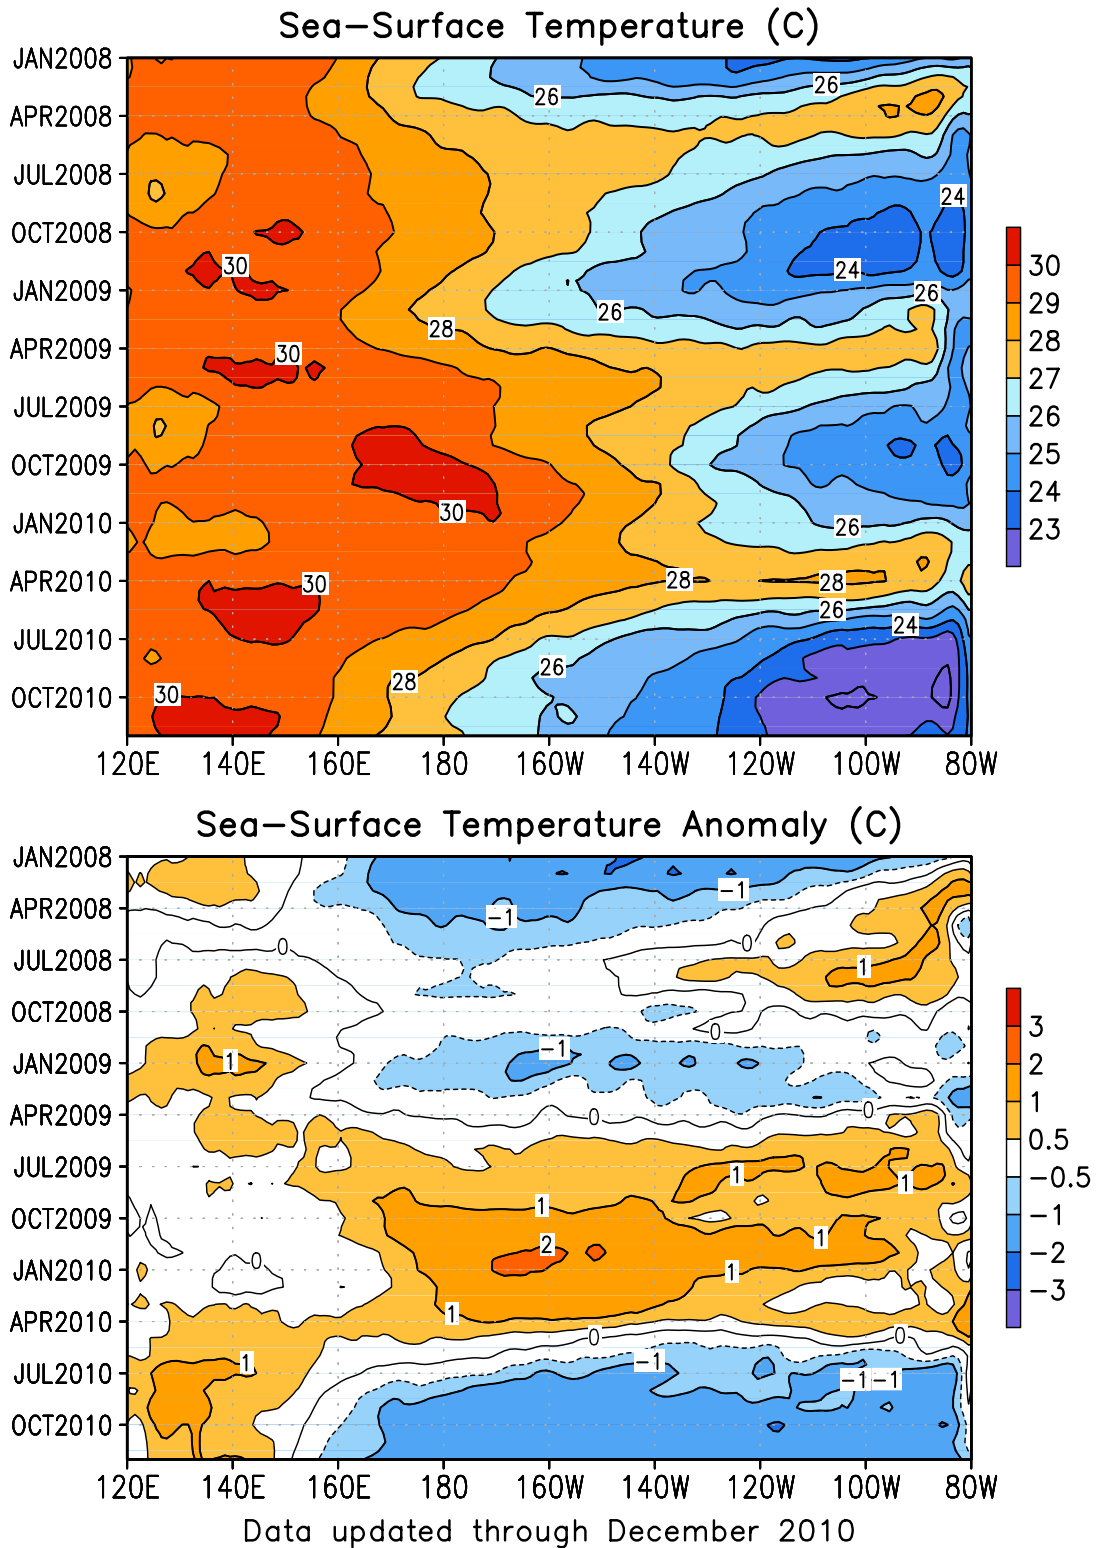 Sea-Surface Temperature (C)
JAN2008
26
26
APR2008
JUL2008
24
OCT2008
30
24
JAN2009
26
26
28
APR2009
30
JUL2009
OCT2009
30
JAN2010
26
APR2010
30
28
28
26
JUL2010
24
26
28
OCT2010
30
120E 140E 160E 180 160W 140W 120W 100W 80W
30
29
28
27
26
25
24
23
Sea-Surface Temperature Anomaly (C)
JAN2008
-1
APR2008
-1
0
0
JUL2008
1
OCT2008
0
-1
JAN2009
1
APR2009
0
0
JUL2009
1
1
1
OCT2009
1
2
0
JAN2010
1
1
APR2010
0
0
1
-1
JUL2010
-1 -1
OCT2010
120E 140E 160E 180 160W 140W 120W 100W 80W
3
2
1
0.5
-0.5
-1
-2
-3
Data updated through December 2010